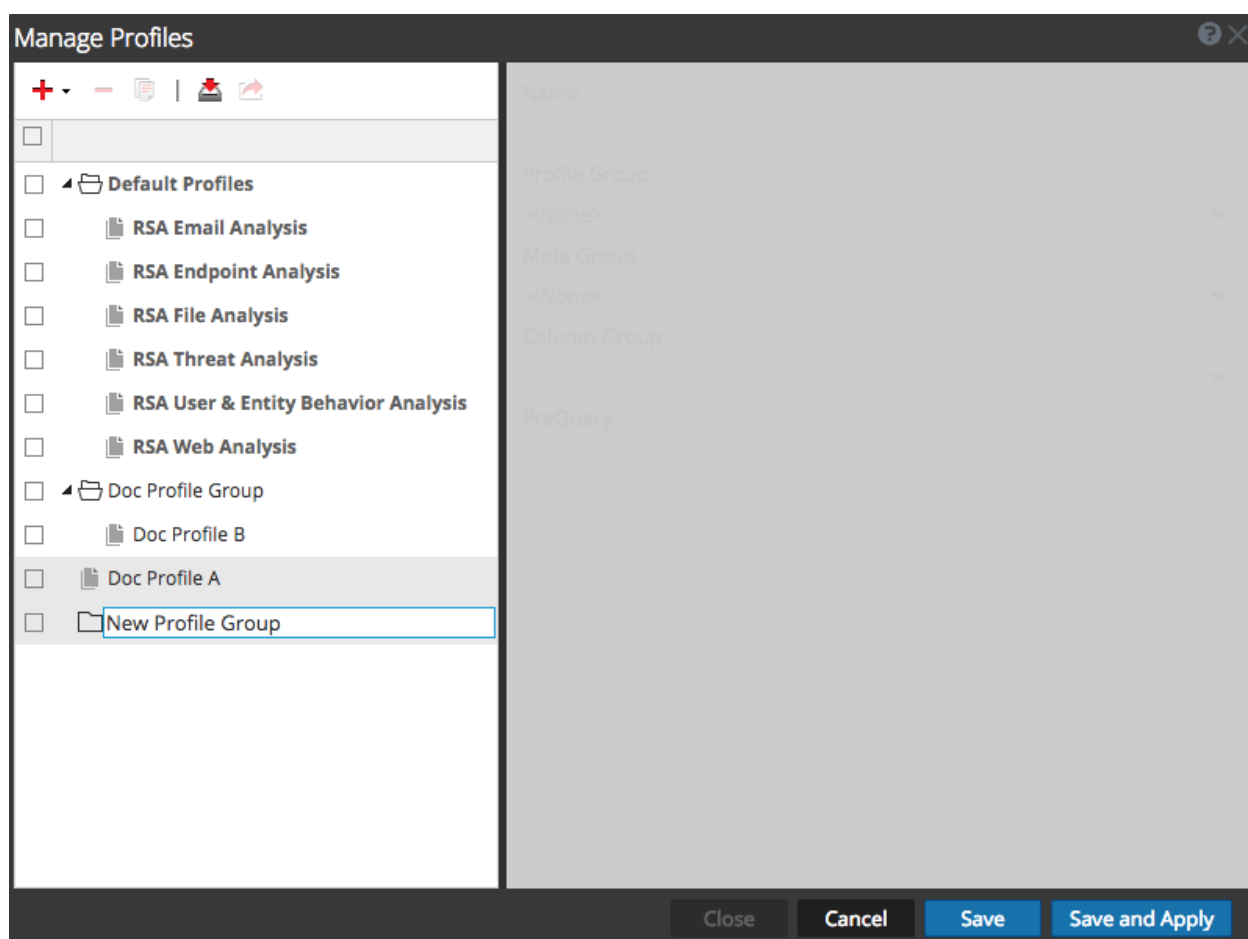 Manage Profiles
Default Profiles
RSA Email Analysis
RSA Endpoint Analysis
RSA File Analysis
RSA Threat Analysis
RSA User & Entity Behavior Analysis
RSA Web Analysis
Doc Profile Group
Doc Profile B
Doc Profile A
New Profile Group
Name
Profile Group
<None>
Meta Group
<None>
Column Group
PreQuery
Close
Cancel
Save
Save and Apply